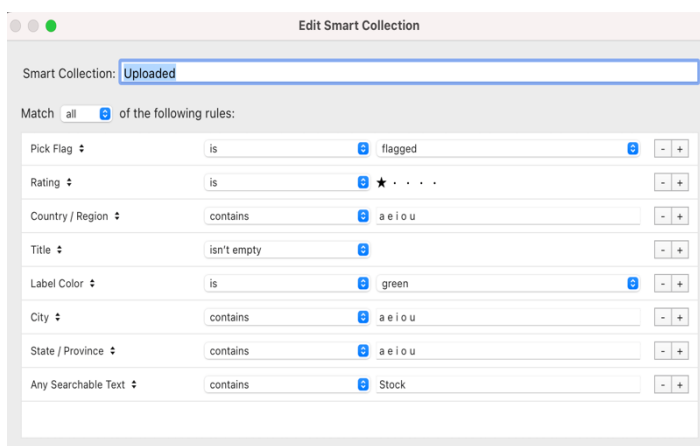 Edit Smart Collection
Smart Collection: Uploaded
Match all of the following rules:
Pick Flag is flagged - +
Rating is ★ · · · · - +
Country / Region contains a e i o u - +
Title isn't empty - +
Label Color is green - +
City contains a e i o u - +
State / Province contains a e i o u - +
Any Searchable Text contains Stock - +